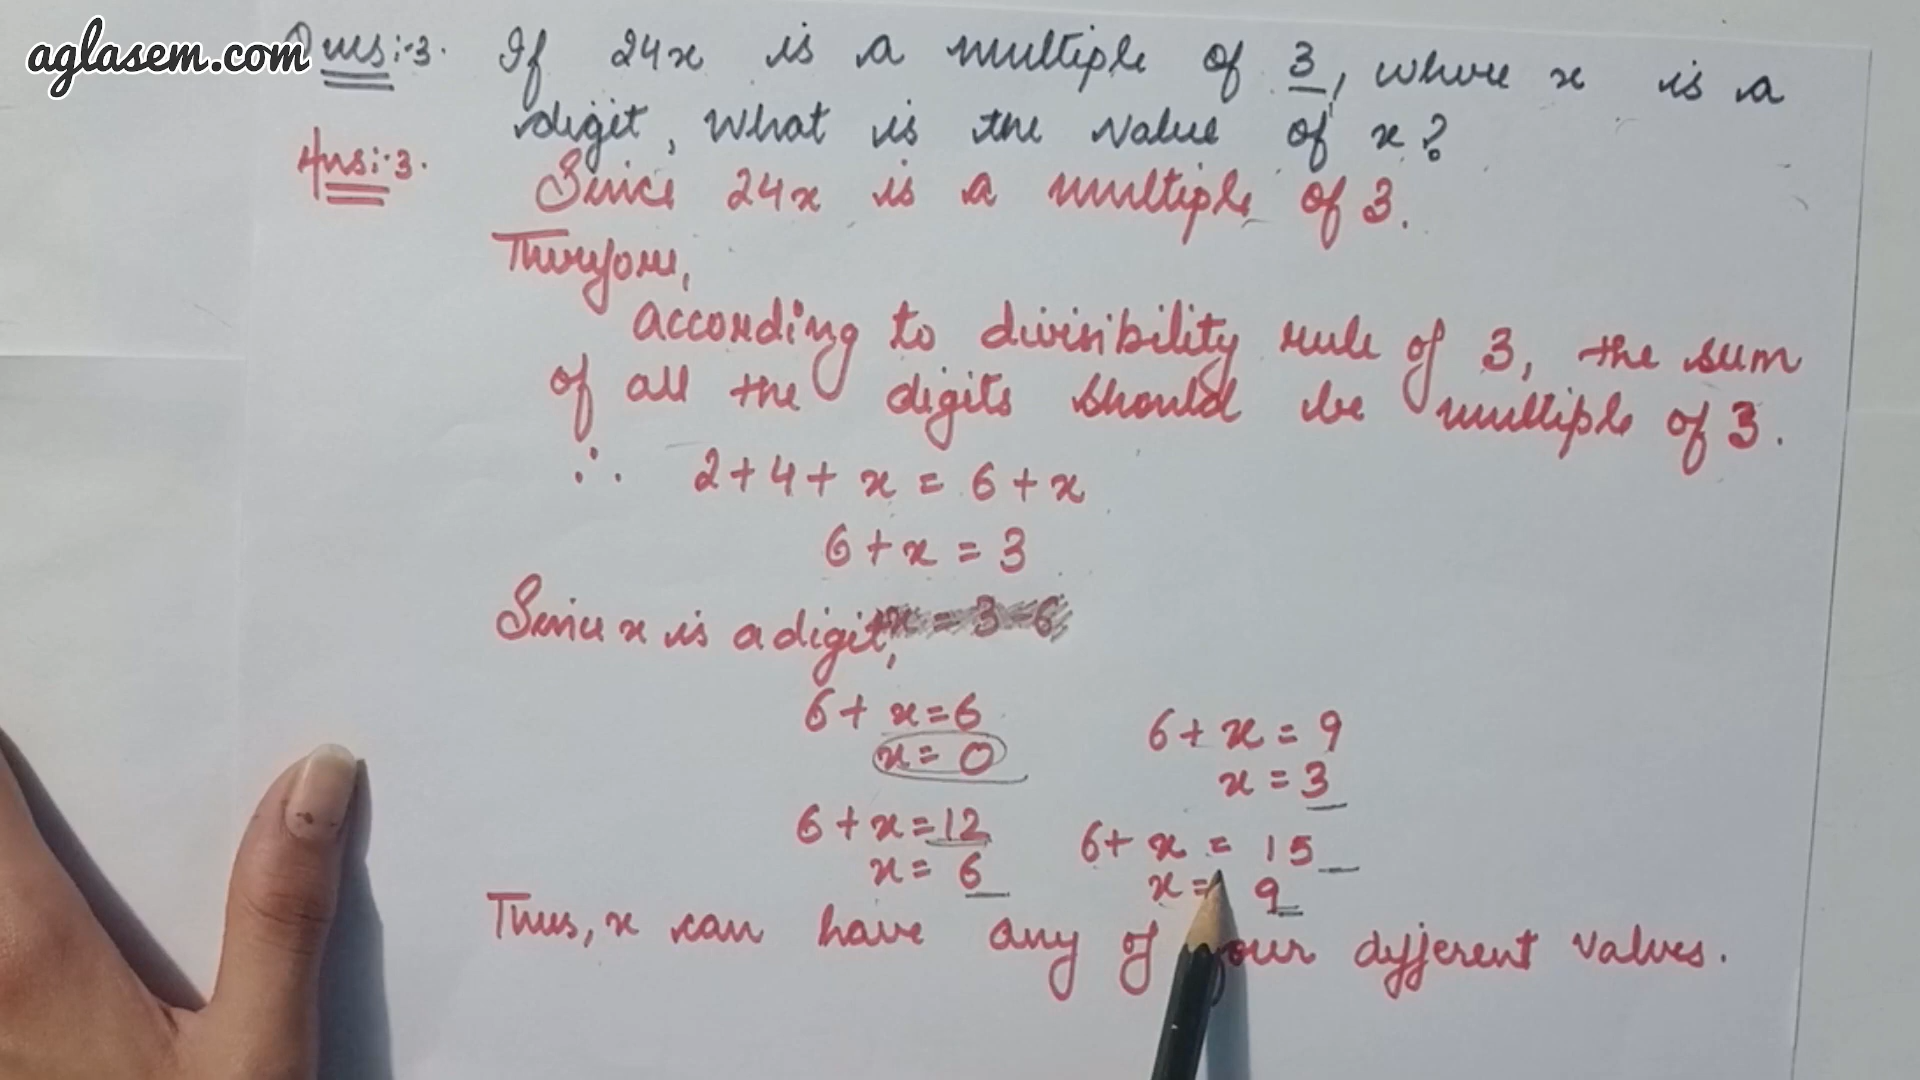 aglasem.com
Ques:-3. If 24x is a multiple of 3, where x is a
digit, what is the value of x?
Ans:-3. Since 24x is a multiple of 3.
Therefore,
according to divisibility rule of 3, the sum
of all the digits should be multiple of 3.
∴ 2+4+x = 6+x
6+x = 3
Since x is a digit, x = 3-6
6+x=6
x=0
6+x=9
x=3
6+x=12
x=6
6+x=15
x=9
Thus, x can have any of our different values.